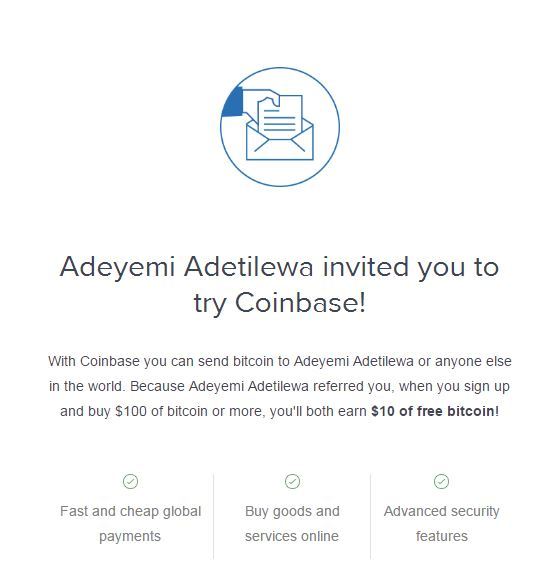 Adeyemi Adetilewa invited you to
try Coinbase!
With Coinbase you can send bitcoin to Adeyemi Adetilewa or anyone else
in the world. Because Adeyemi Adetilewa referred you, when you sign up
and buy $100 of bitcoin or more, you'll both earn $10 of free bitcoin!
Fast and cheap global
payments
Buy goods and
services online
Advanced security
features